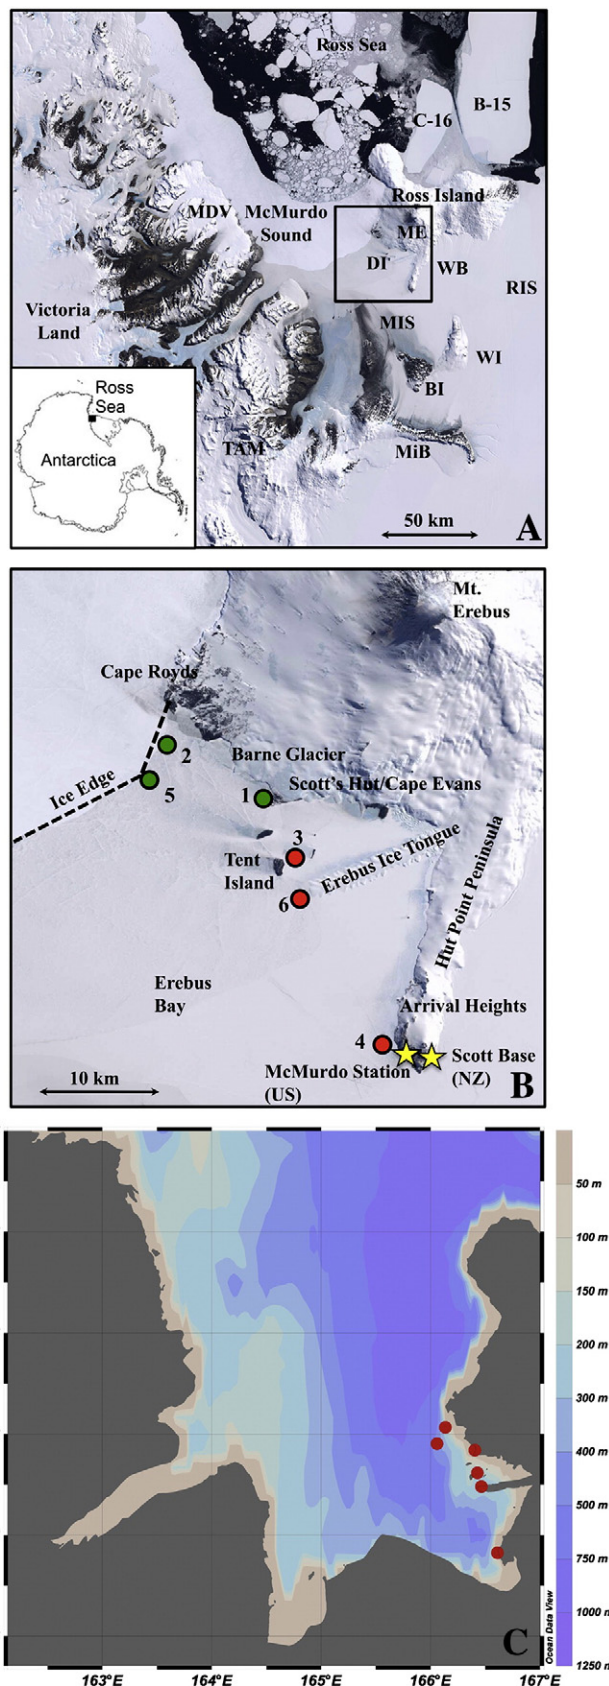 Ross Sea
B-15
C-16
Ross Island
MDV McMurdo
Sound
ME
DI
WB
RIS
Victoria
Land
MIS
WI
BI
Ross
Sea
Antarctica
TAM
MiB
50 km
A
Mt.
Erebus
Cape Royds
2
Barne Glacier
Ice Edge
5
1
Scott's Hut/Cape Evans
3
Tent
Island
Erebus Ice Tongue
6
Hut Point Peninsula
Erebus
Bay
Arrival Heights
4
10 km
McMurdo Station
(US)
Scott Base
(NZ)
B
50 m
100 m
150 m
200 m
300 m
400 m
500 m
750 m
1000 m
1250 m
Ocean Data View
C
163°E
164°E
165°E
166°E
167°E